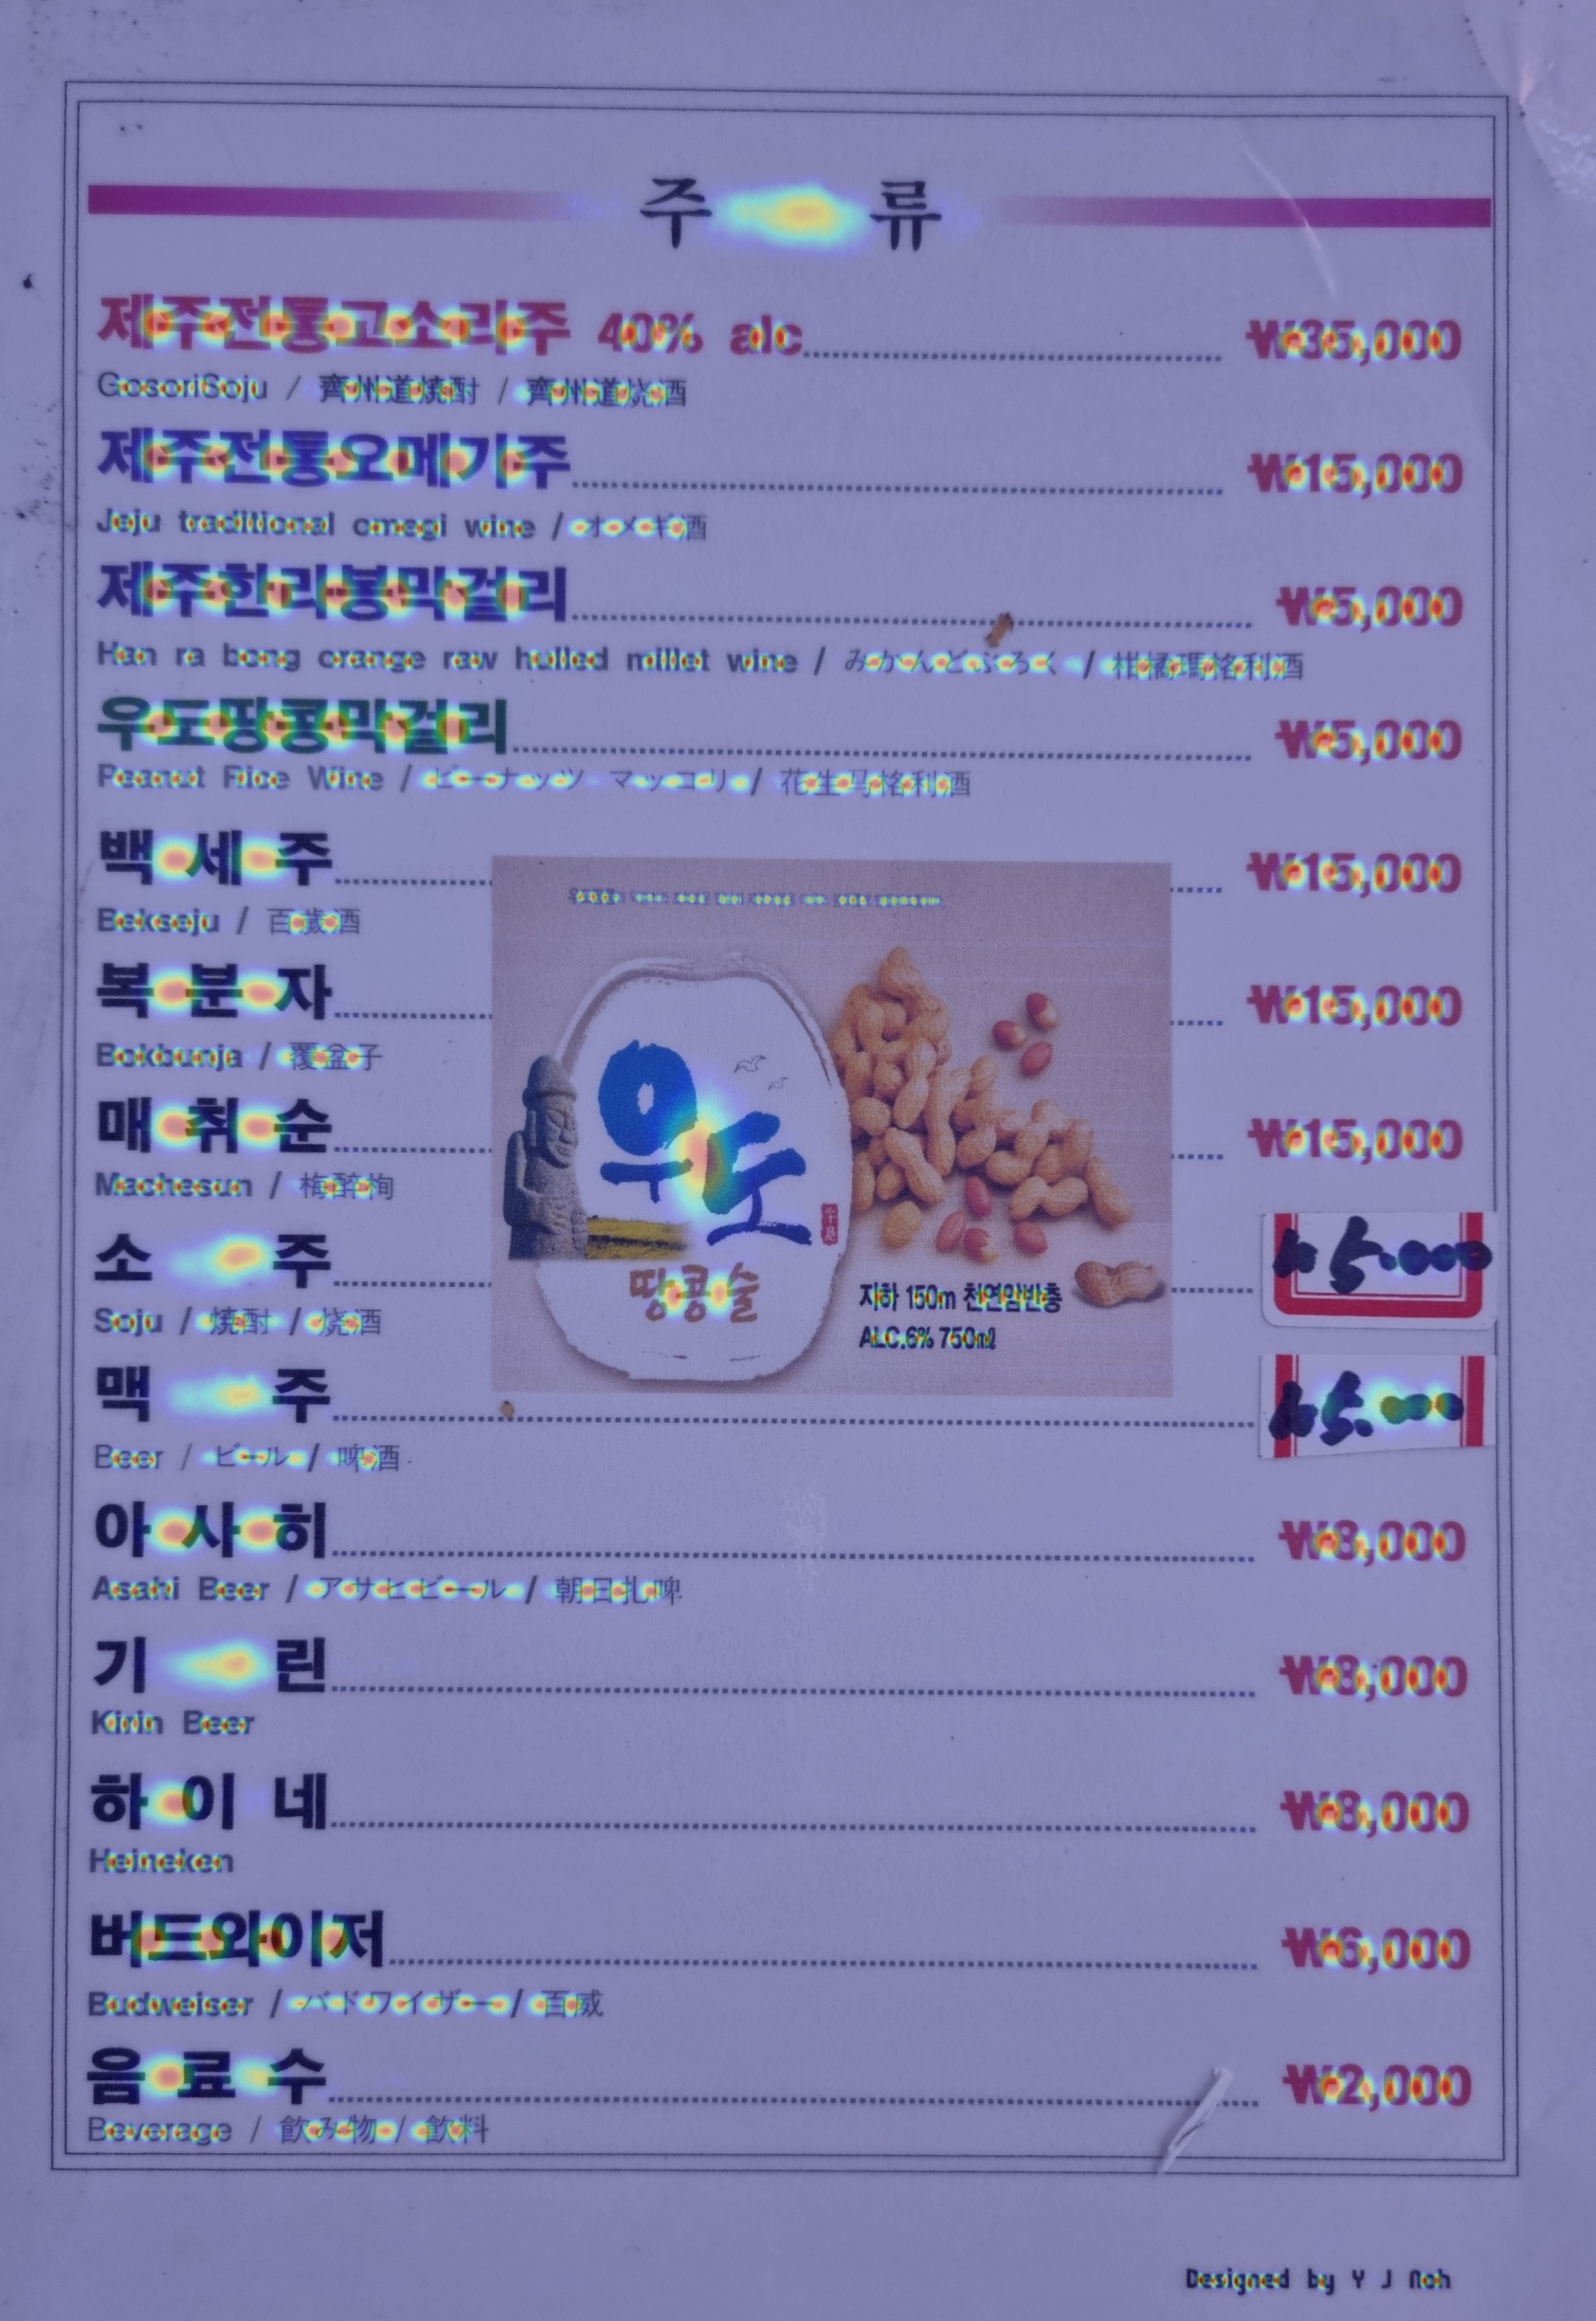 주 류
제주전통고소리주 40% alc ₩35,000
GosoriSoju / 齊州道焼酎 / 齊州道烧酒
제주전통오메기주 ₩15,000
Jeju traditional omegi wine / オメギ酒
제주한라봉막걸리 ₩5,000
Han ra bong orange raw hulled millet wine / みかんどぶろく / 柑橘瑪格利酒
우도땅콩막걸리 ₩5,000
Peanut Rice Wine / ピーナッツ マッコリ / 花生马格利酒
백 세 주 ₩15,000
Bekseju / 百歲酒
복 분 자 ₩15,000
Bokbunja / 覆盆子
매 취 순 ₩15,000
Machesun / 梅醉栒
소 주 ₩5.000
Soju / 焼酎 / 烧酒
맥 주 ₩5.000
Beer / ビール / 啤酒
우도
땅콩술
지하 150m 천연암반층
ALC.6% 750㎖
아 사 히 ₩8,000
Asahi Beer / アサヒビール / 朝日扎啤
기 린 ₩8,000
Kirin Beer
하 이 네 ₩8,000
Heineken
버드와이저 ₩6,000
Budweiser / バドワイザー / 百威
음 료 수 ₩2,000
Beverage / 飲み物 / 飲料
Designed by Y J Noh